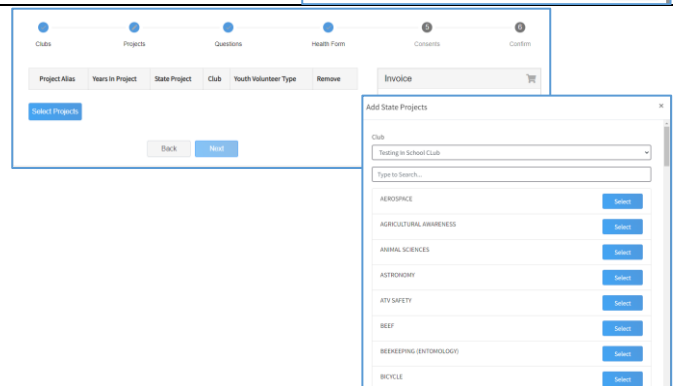 5 6
Clubs Projects Questions Health Form Consents Confirm
Project Alias Years In Project State Project Club Youth Volunteer Type Remove
Invoice
Select Projects
Back Next
Add State Projects ×
Club
Testing In School CLub
Type to Search...
AEROSPACE Select
AGRICULTURAL AWARENESS Select
ANIMAL SCIENCES Select
ASTRONOMY Select
ATV SAFETY Select
BEEF Select
BEEKEEPING (ENTOMOLOGY) Select
BICYCLE Select